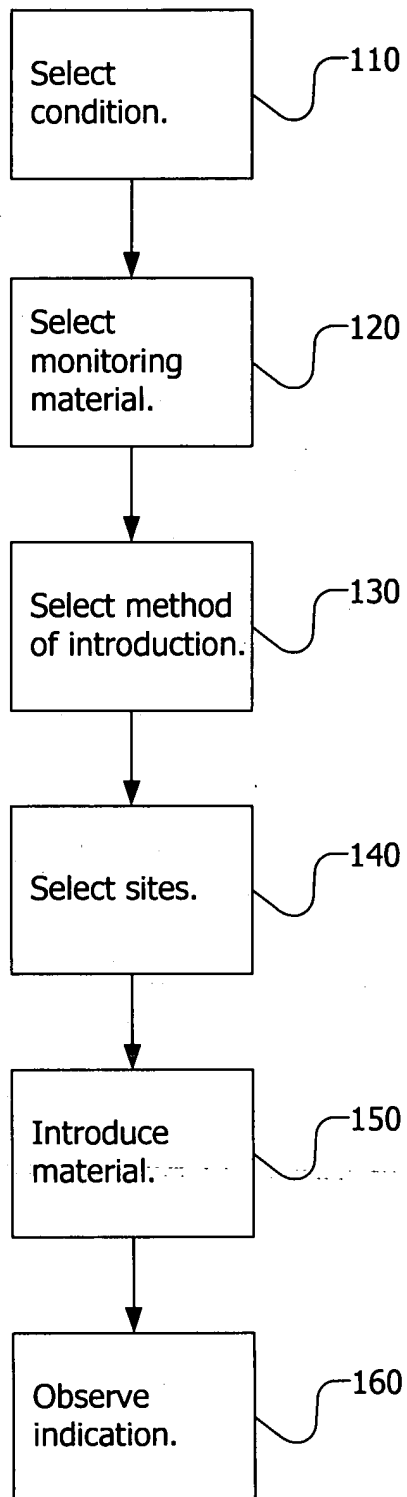 Select
condition.
110
Select
monitoring
material.
120
Select method
of introduction.
130
Select sites.
140
Introduce
material.
150
Observe
indication.
160